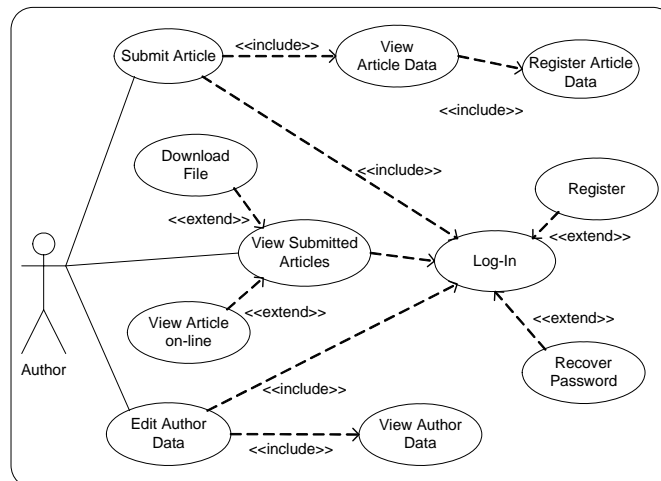 Submit Article
<<include>>
View
Article Data
Register Article
Data
<<include>>
Download
File
<<include>>
Register
<<extend>>
<<extend>>
View Submitted
Articles
Log-In
View Article
on-line
<<extend>>
<<extend>>
Author
Recover
Password
<<include>>
Edit Author
Data
View Author
Data
<<include>>